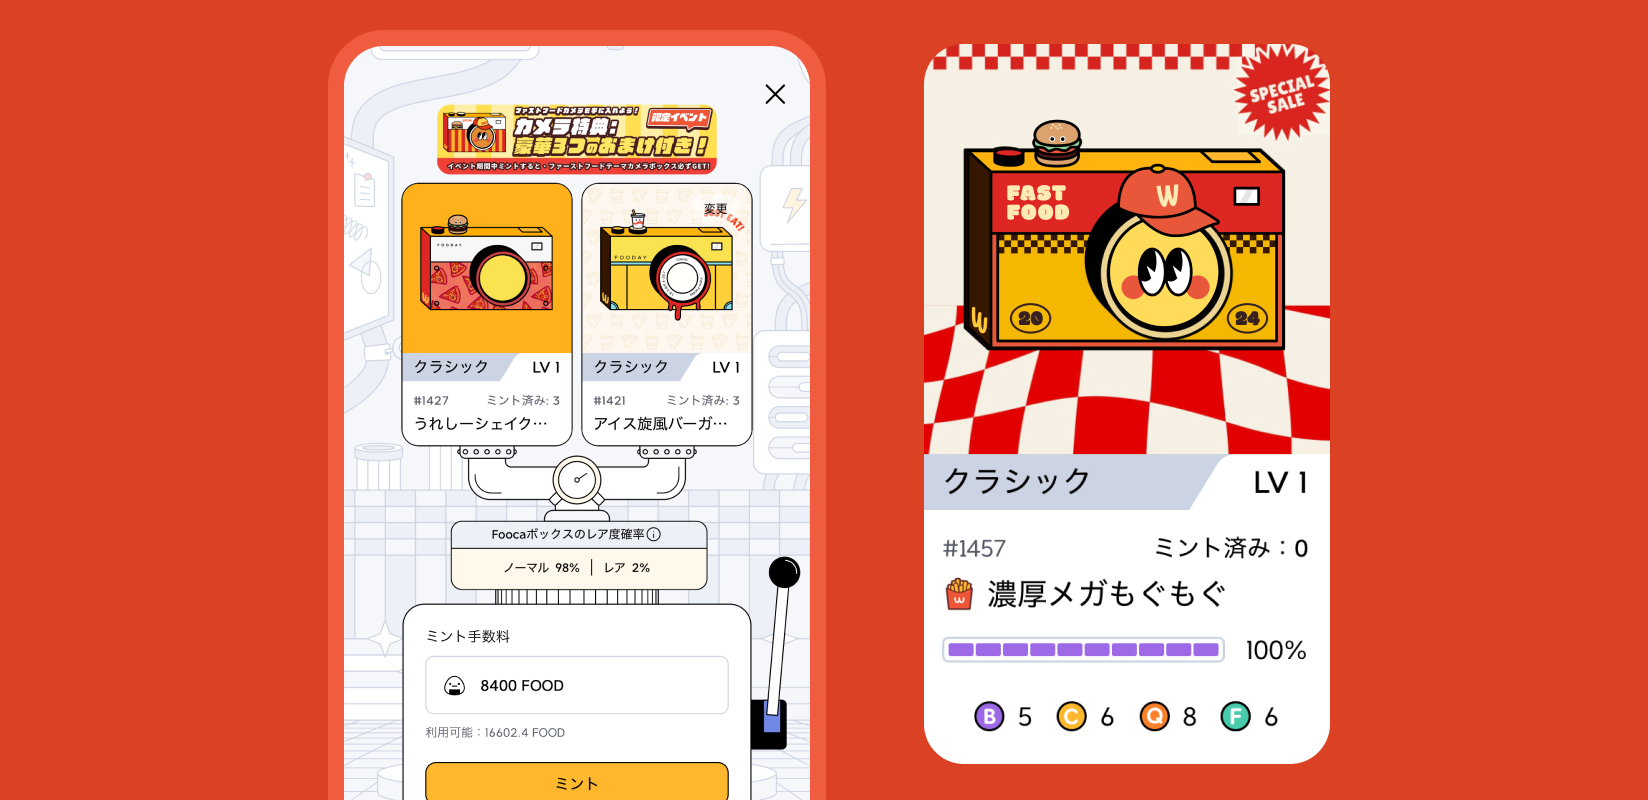 ファストフードカメラを手に入れよう!
カメラ特典:
限定イベント
豪華3つのおまけ付き!
イベント期間中ミントすると、ファーストフードテーマカメラボックス必ずGET!
変更
JUST EAT!
FOODAY
FOODAY
W
W
クラシック LV 1
クラシック LV 1
#1427 ミント済み: 3
#1421 ミント済み: 3
うれしーシェイク…
アイス旋風バーガ…
Foocaボックスのレア度確率
ノーマル 98% | レア 2%
ミント手数料
8400 FOOD
利用可能：16602.4 FOOD
ミント
SPECIAL
SALE
FAST
FOOD
W
W
20
24
クラシック LV 1
#1457 ミント済み：0
濃厚メガもぐもぐ
100%
B 5 C 6 Q 8 F 6